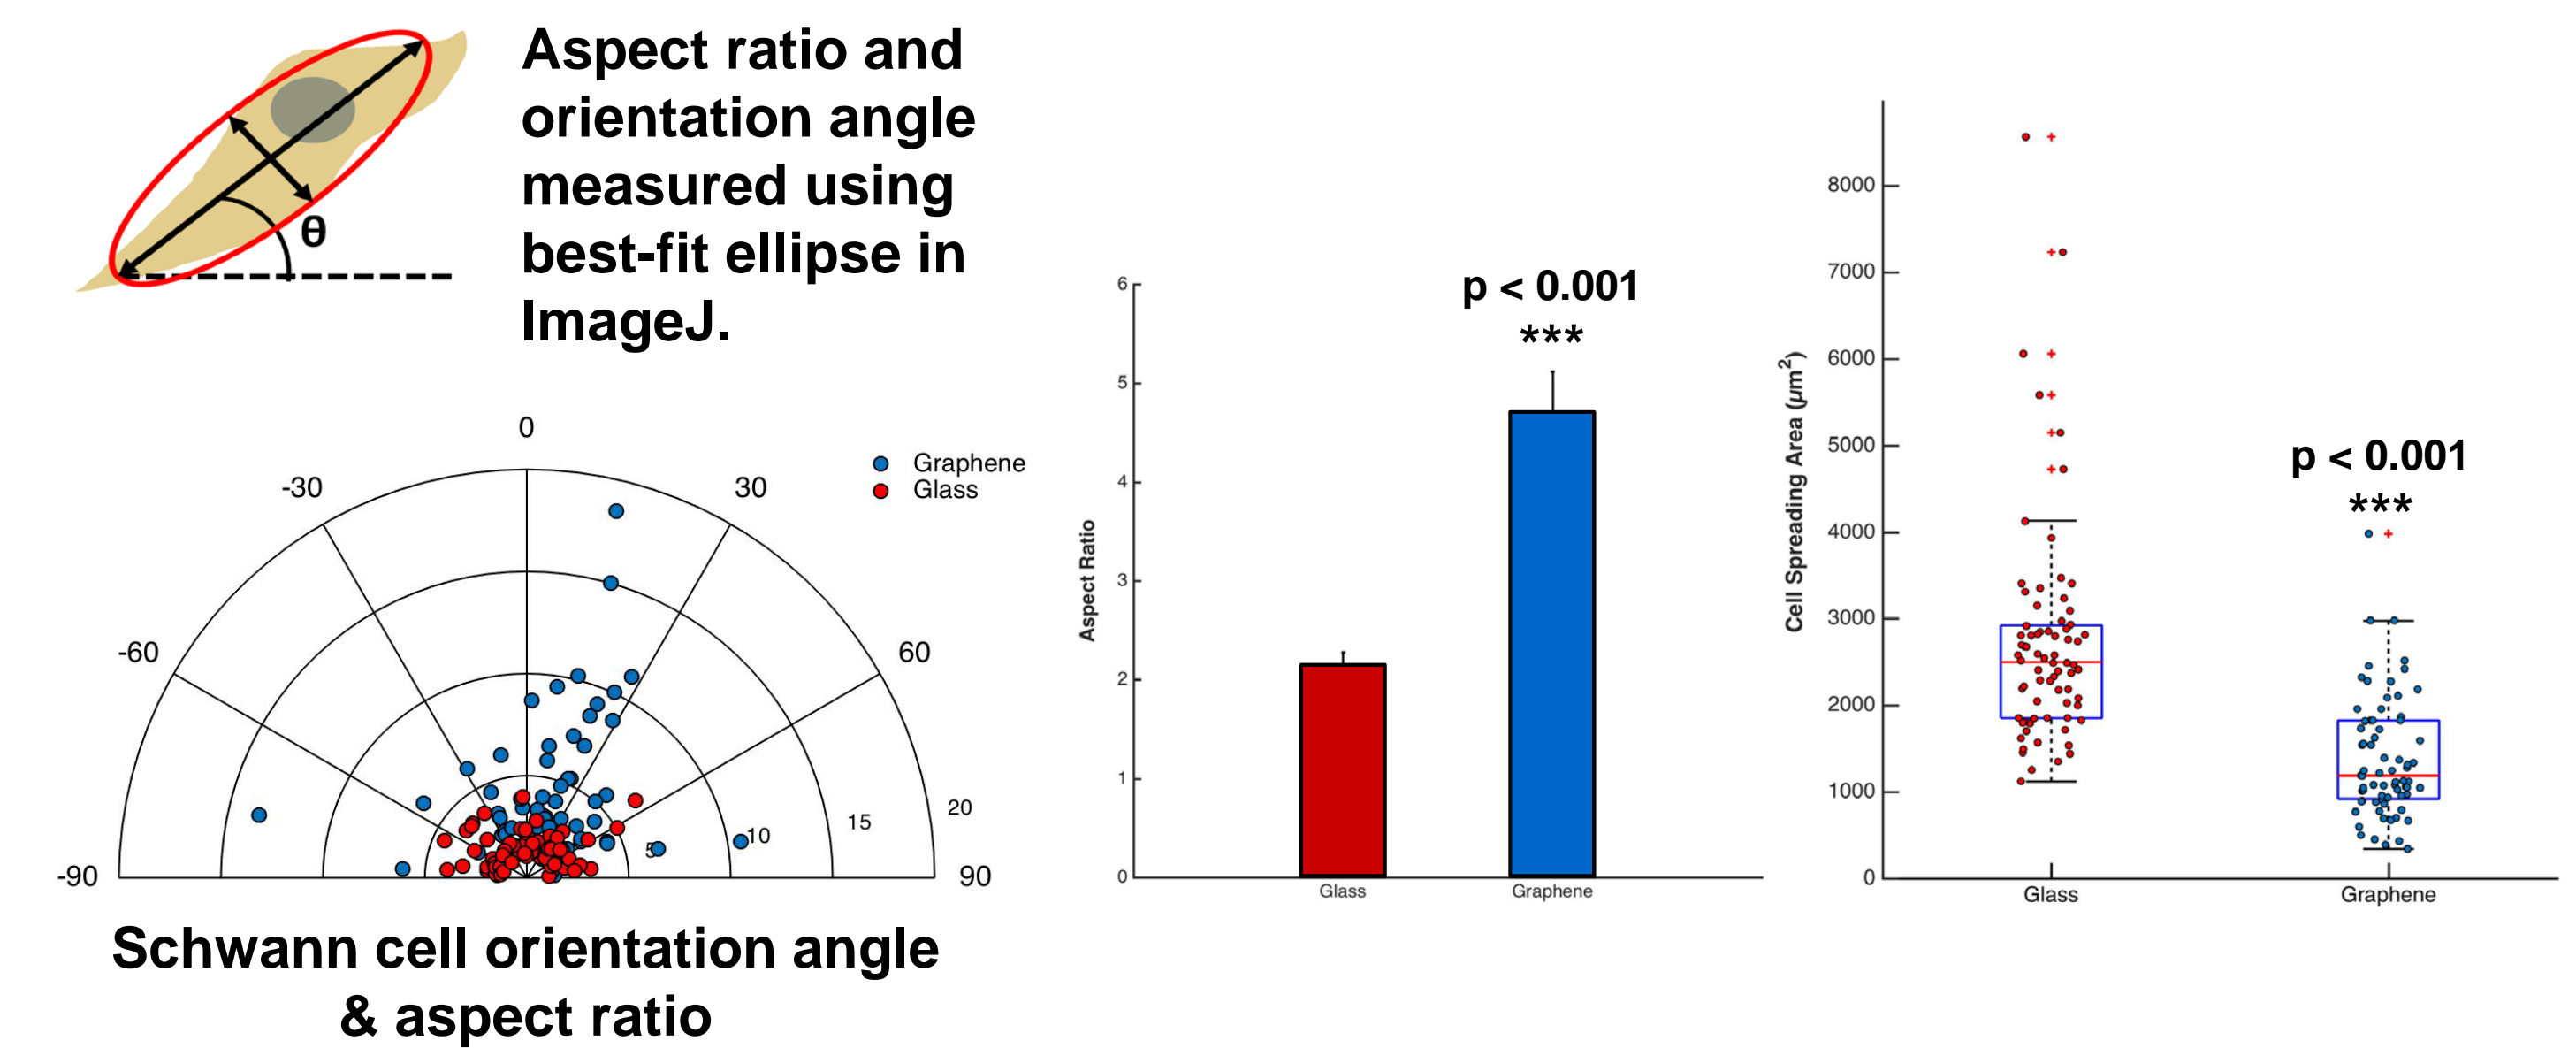 Aspect ratio and
orientation angle
measured using
best-fit ellipse in
ImageJ.
θ
0
-30
30
-60
60
-90
90
5
10
15
20
Graphene
Glass
Schwann cell orientation angle
& aspect ratio
Aspect Ratio
6
5
4
3
2
1
0
p < 0.001
***
Glass
Graphene
Cell Spreading Area (μm²)
8000
7000
6000
5000
4000
3000
2000
1000
0
p < 0.001
***
Glass
Graphene